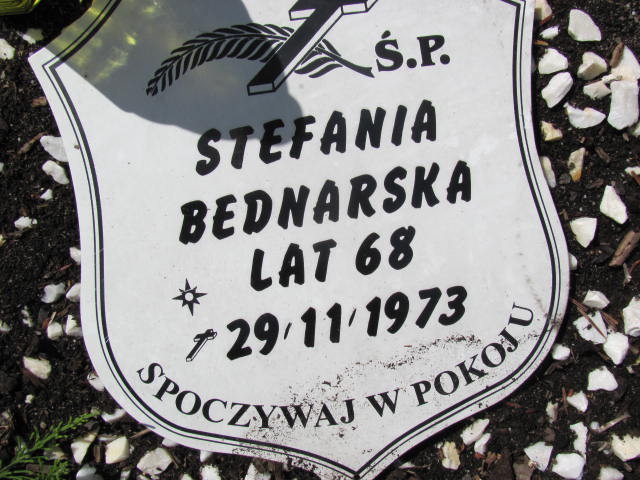 Ś.P.
STEFANIA
BEDNARSKA
LAT 68
29/11/1973
SPOCZYWAJ W POKOJU